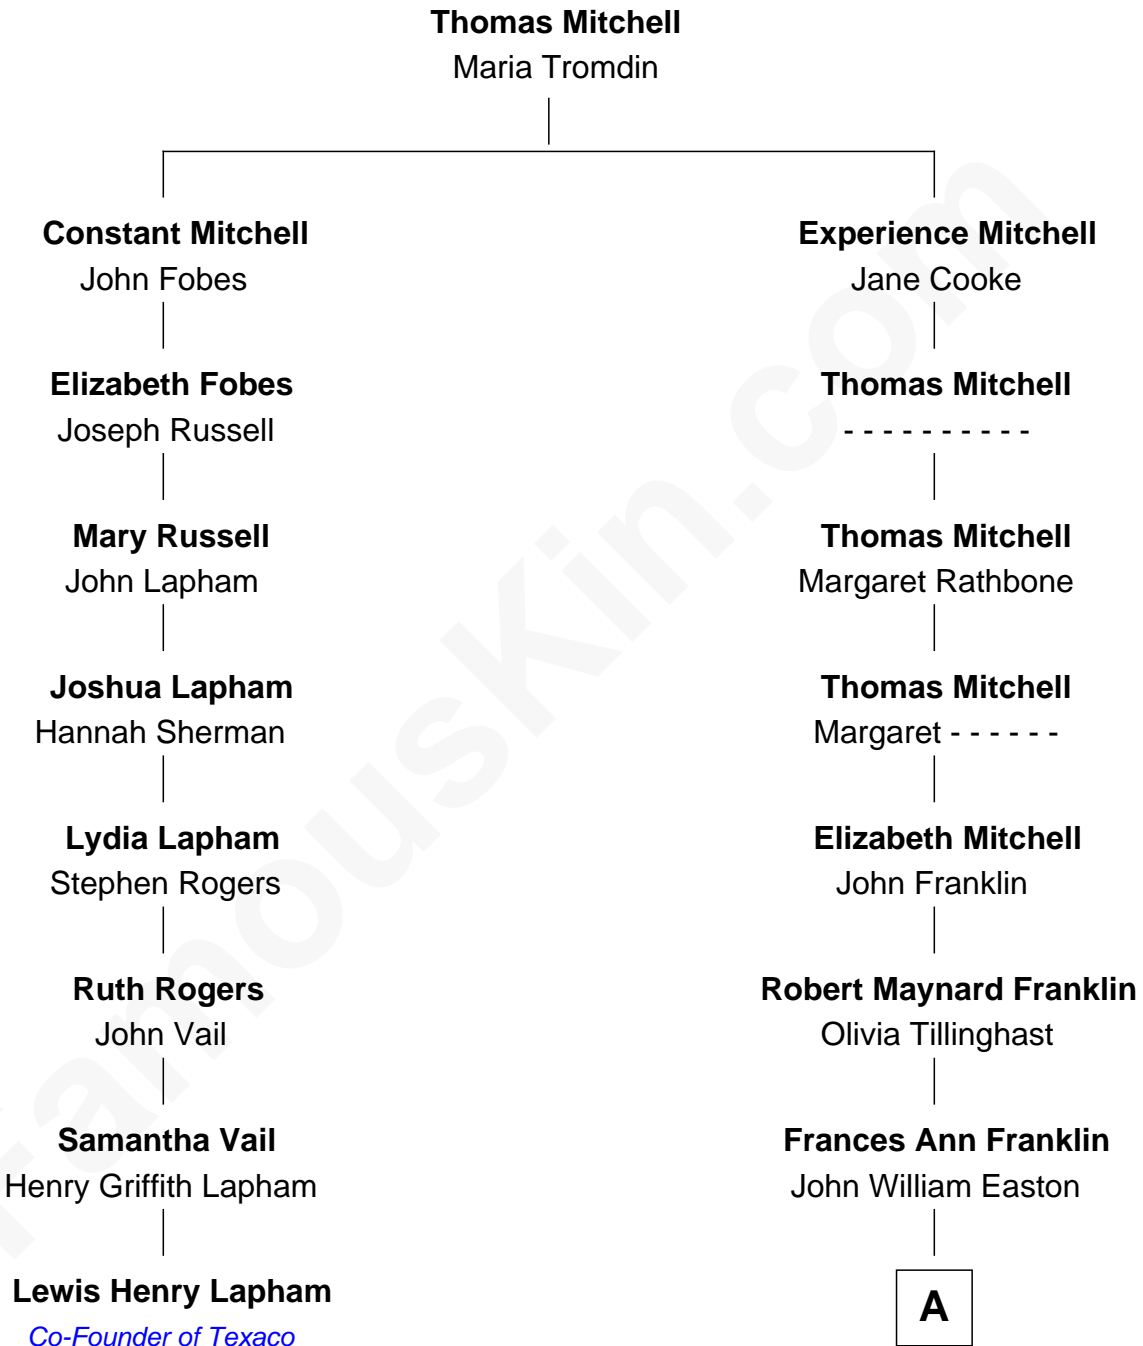 Thomas Mitchell
Maria Tromdin
Constant Mitchell
John Fobes
Experience Mitchell
Jane Cooke
Elizabeth Fobes
Joseph Russell
Thomas Mitchell
- - - - - - - - - -
Mary Russell
John Lapham
Thomas Mitchell
Margaret Rathbone
Joshua Lapham
Hannah Sherman
Thomas Mitchell
Margaret - - - - - -
Lydia Lapham
Stephen Rogers
Elizabeth Mitchell
John Franklin
Ruth Rogers
John Vail
Robert Maynard Franklin
Olivia Tillinghast
Samantha Vail
Henry Griffith Lapham
Frances Ann Franklin
John William Easton
Lewis Henry Lapham
Co-Founder of Texaco
A
FamousKin.com